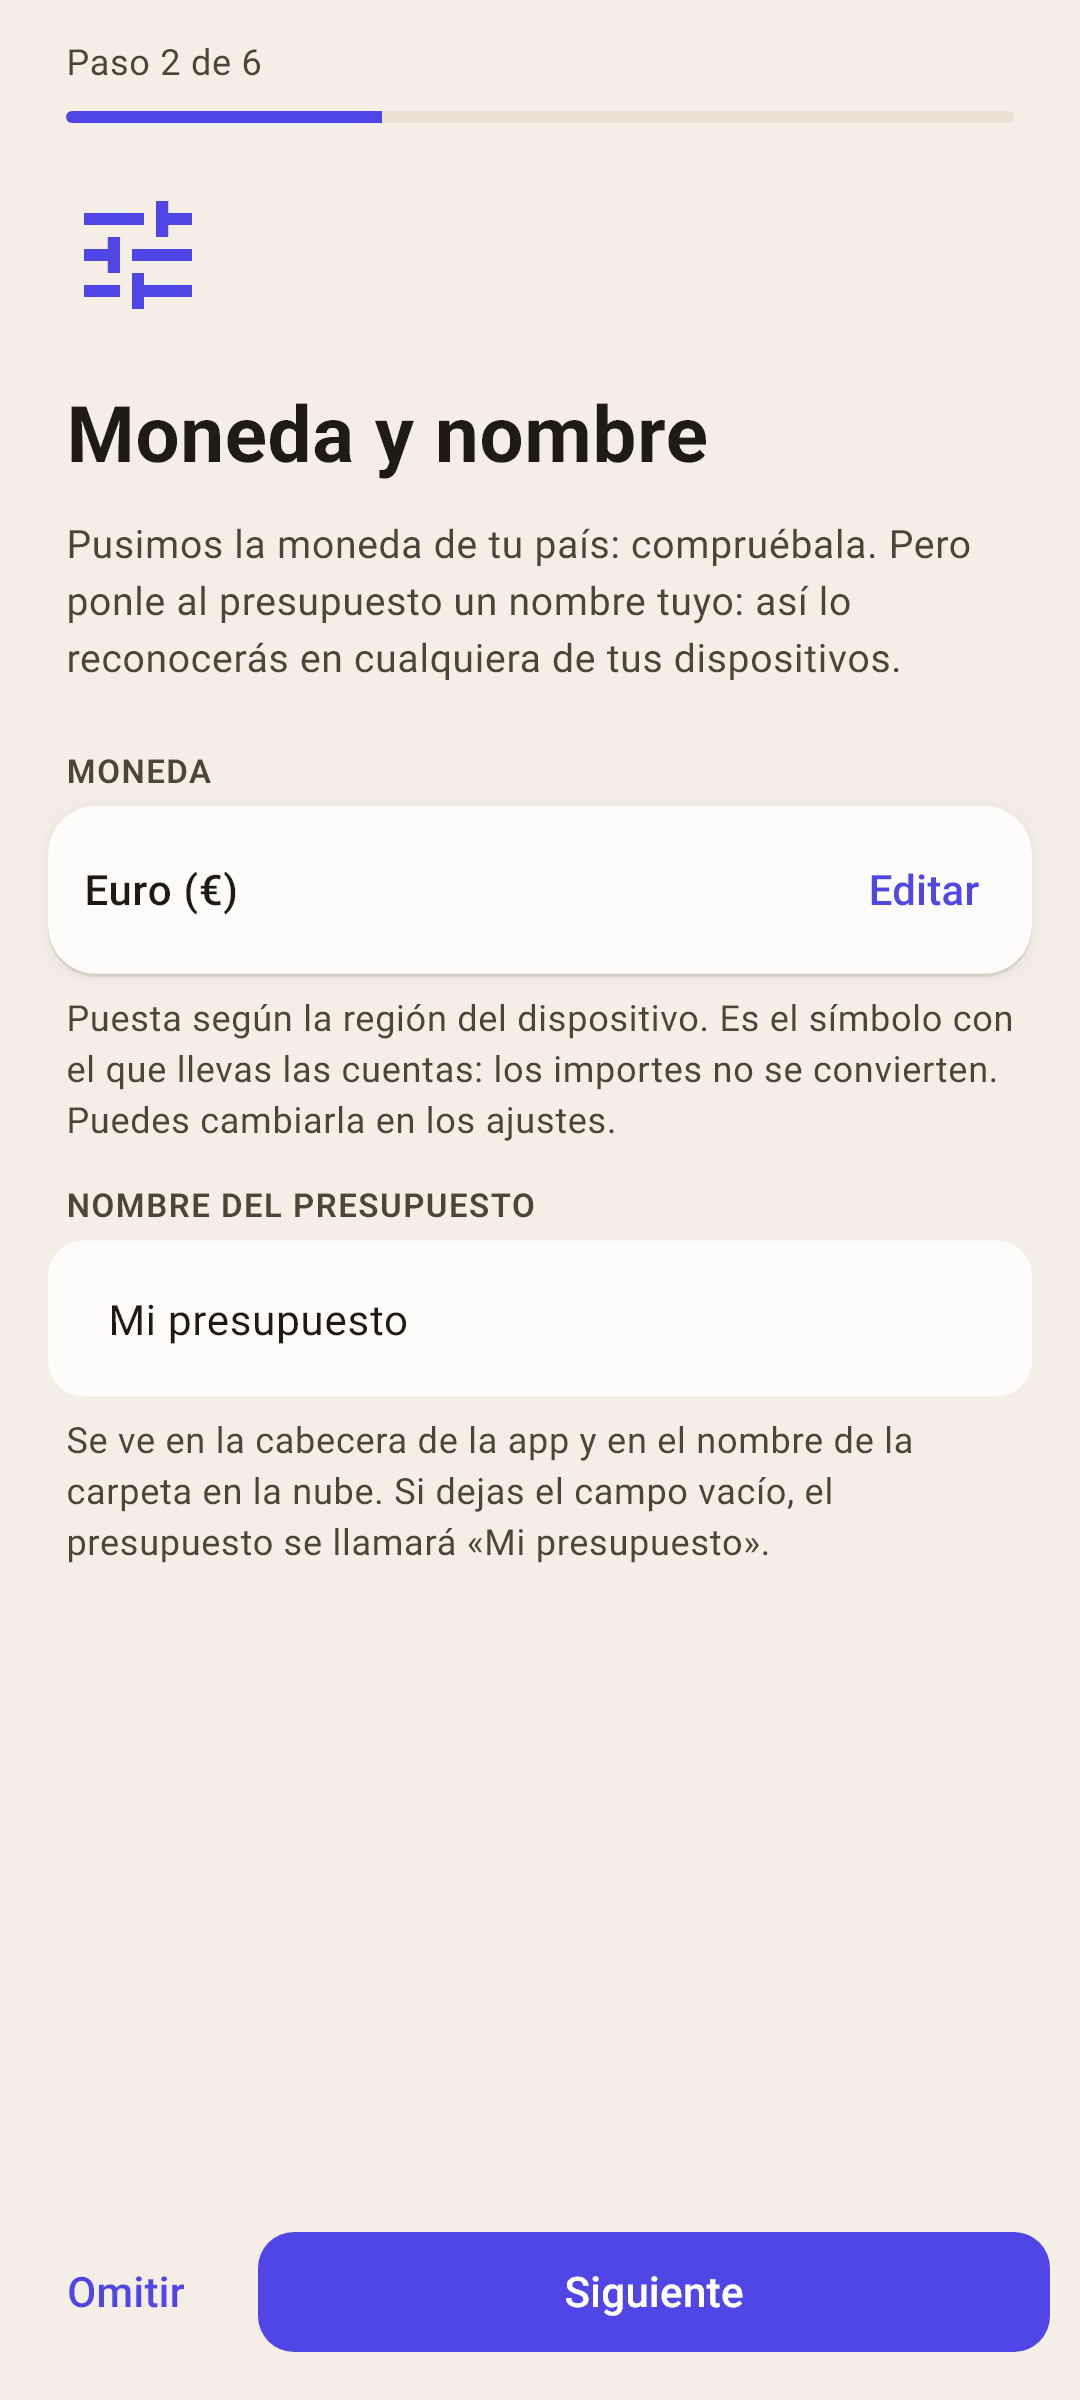 Paso 2 de 6
Moneda y nombre
Pusimos la moneda de tu país: compruébala. Pero
ponle al presupuesto un nombre tuyo: así lo
reconocerás en cualquiera de tus dispositivos.
MONEDA
Euro (€)
Editar
Puesta según la región del dispositivo. Es el símbolo con
el que llevas las cuentas: los importes no se convierten.
Puedes cambiarla en los ajustes.
NOMBRE DEL PRESUPUESTO
Mi presupuesto
Se ve en la cabecera de la app y en el nombre de la
carpeta en la nube. Si dejas el campo vacío, el
presupuesto se llamará «Mi presupuesto».
Omitir
Siguiente